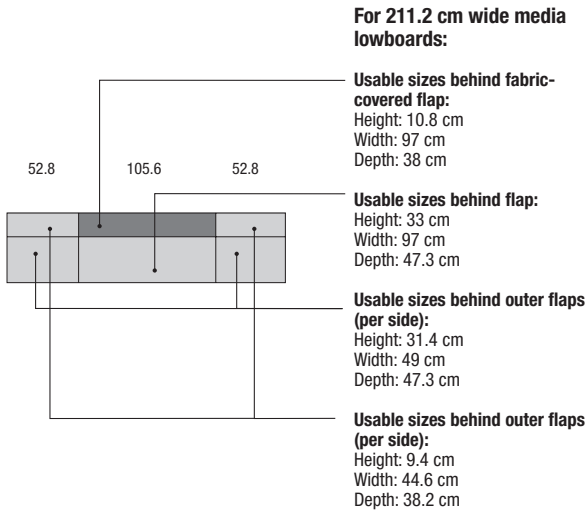 For 211.2 cm wide media
lowboards:
Usable sizes behind fabric-
covered flap:
Height: 10.8 cm
Width: 97 cm
Depth: 38 cm
52.8 105.6 52.8
Usable sizes behind flap:
Height: 33 cm
Width: 97 cm
Depth: 47.3 cm
Usable sizes behind outer flaps
(per side):
Height: 31.4 cm
Width: 49 cm
Depth: 47.3 cm
Usable sizes behind outer flaps
(per side):
Height: 9.4 cm
Width: 44.6 cm
Depth: 38.2 cm